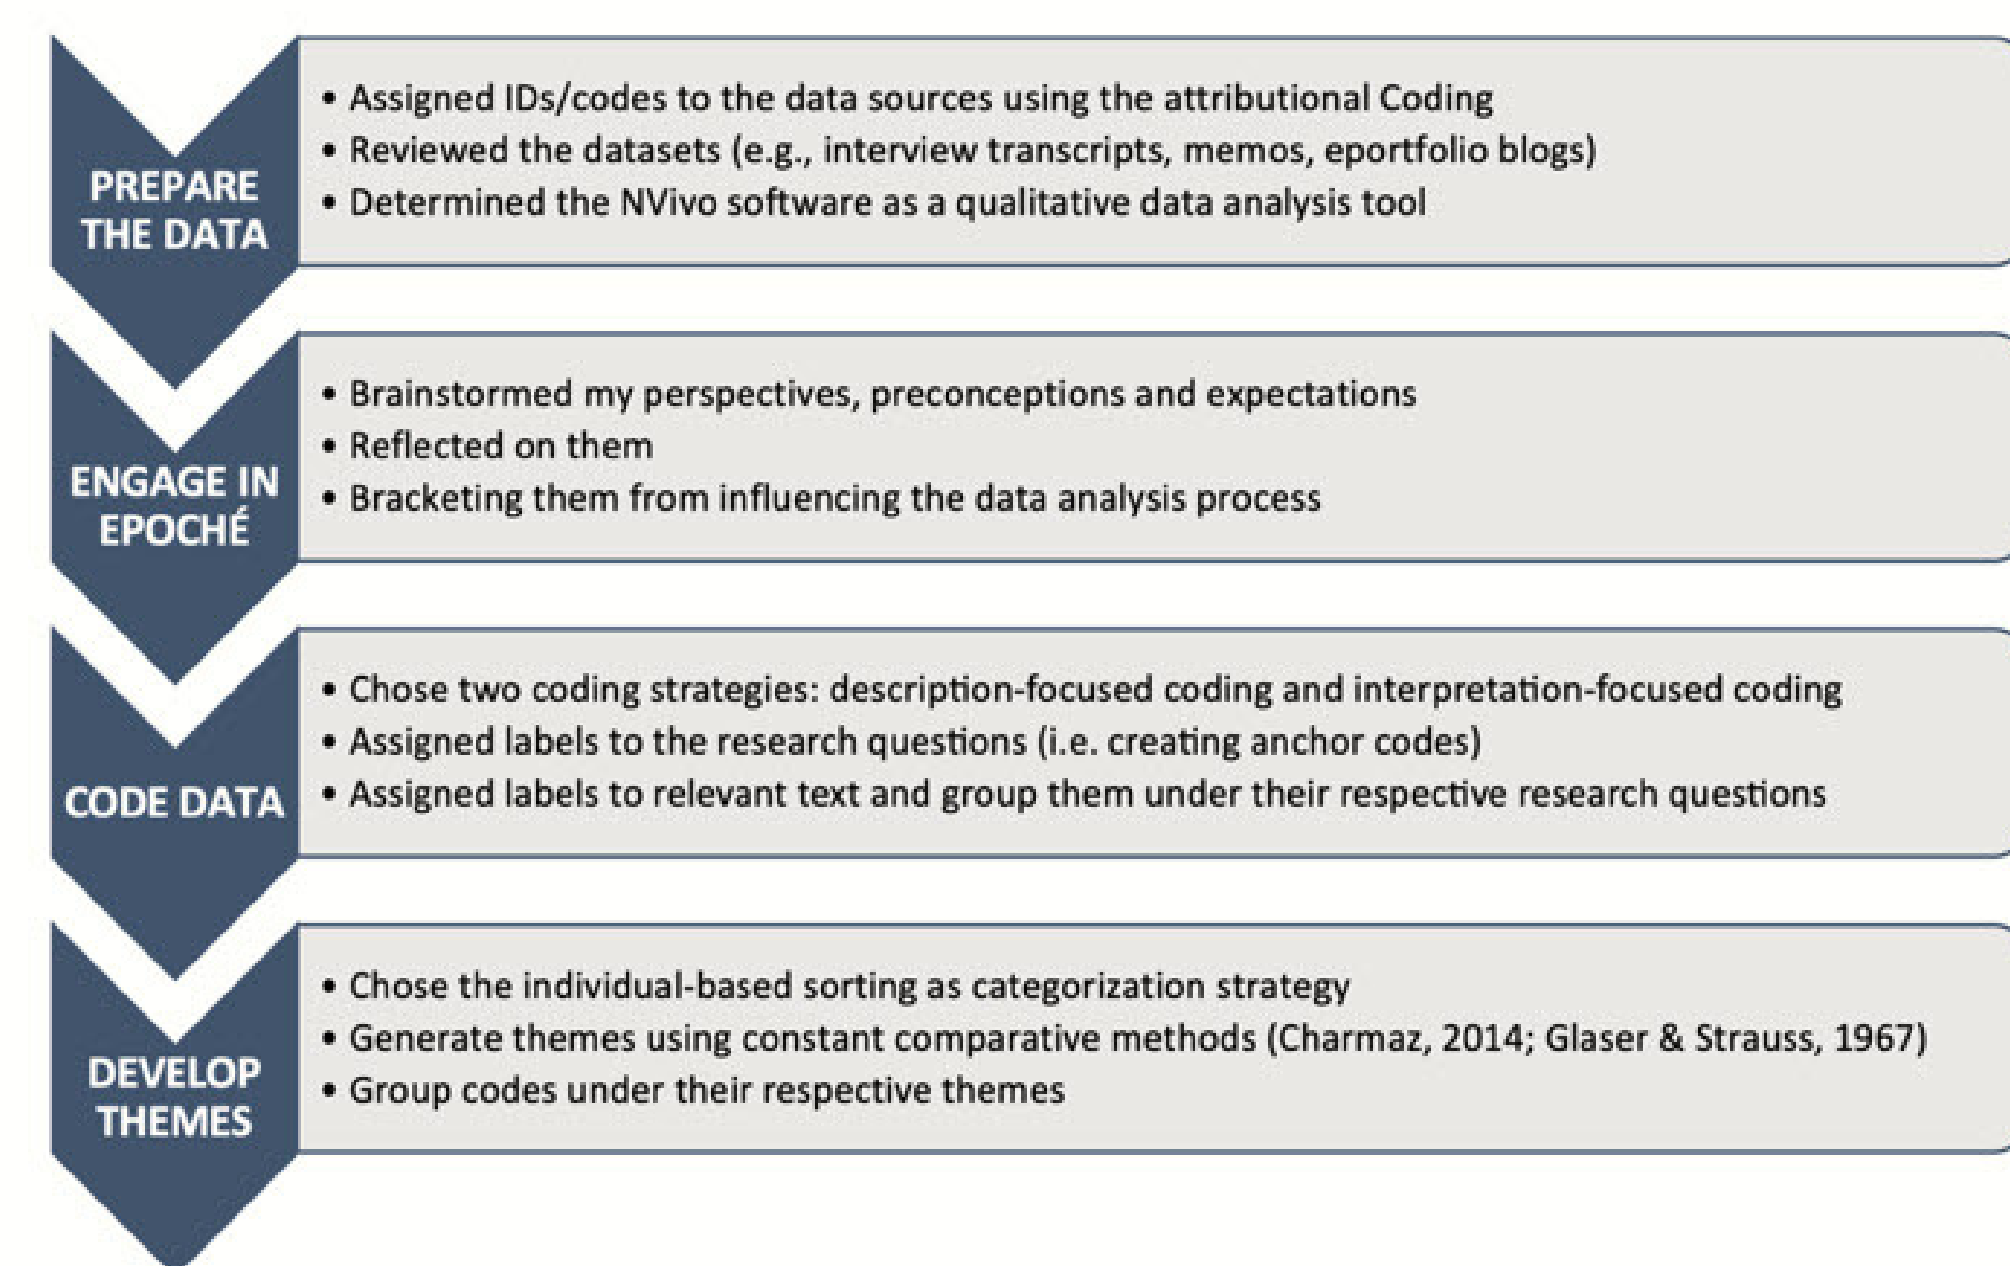 PREPARE
THE DATA
• Assigned IDs/codes to the data sources using the attributional Coding
• Reviewed the datasets (e.g., interview transcripts, memos, eportfolio blogs)
• Determined the NVivo software as a qualitative data analysis tool
ENGAGE IN
EPOCHÉ
• Brainstormed my perspectives, preconceptions and expectations
• Reflected on them
• Bracketing them from influencing the data analysis process
CODE DATA
• Chose two coding strategies: description-focused coding and interpretation-focused coding
• Assigned labels to the research questions (i.e. creating anchor codes)
• Assigned labels to relevant text and group them under their respective research questions
DEVELOP
THEMES
• Chose the individual-based sorting as categorization strategy
• Generate themes using constant comparative methods (Charmaz, 2014; Glaser & Strauss, 1967)
• Group codes under their respective themes